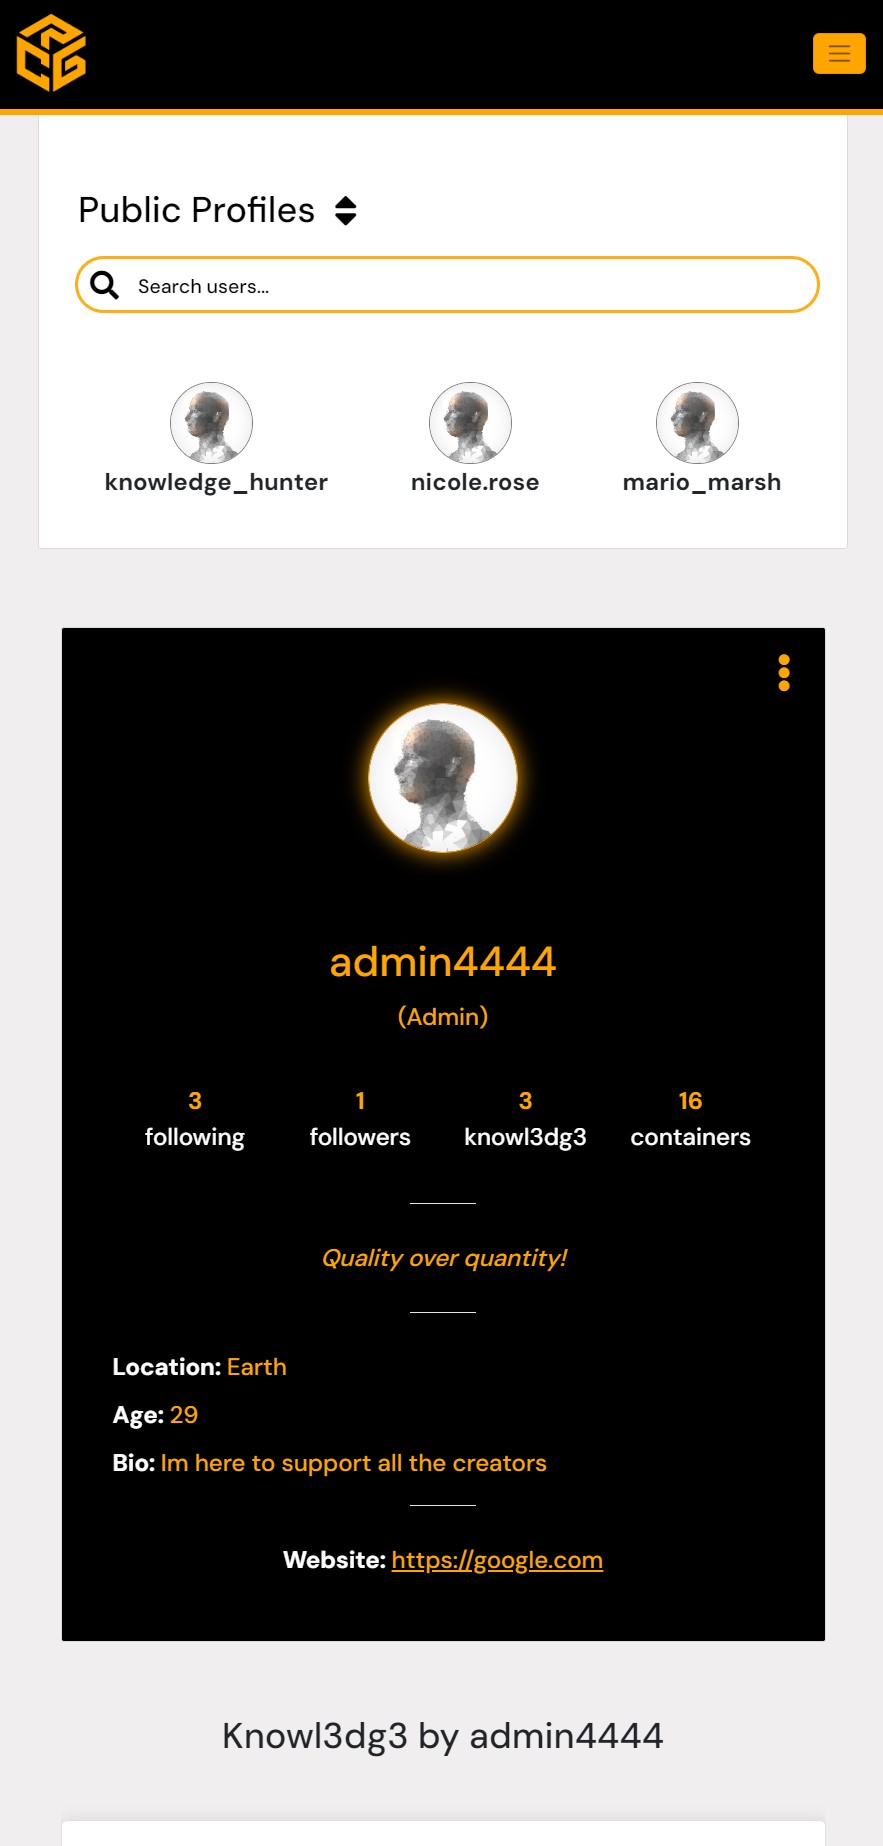 Public Profiles
Search users...
knowledge_hunter nicole.rose mario_marsh
admin4444
(Admin)
3 1 3 16
following followers knowl3dg3 containers
Quality over quantity!
Location: Earth
Age: 29
Bio: Im here to support all the creators
Website: https://google.com
Knowl3dg3 by admin4444